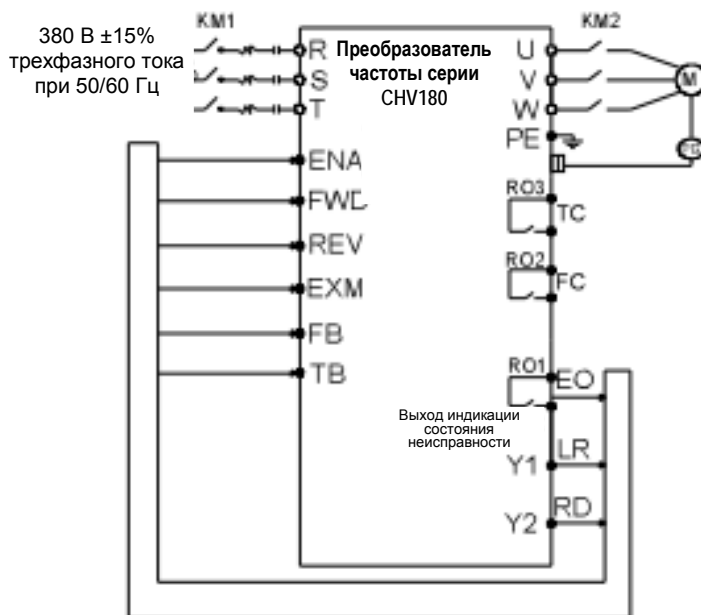 KM1
KM2
380 В ±15%
трехфазного тока
при 50/60 Гц
R
S
T
Преобразователь
частоты серии
CHV180
U
V
W
PE
M
PG
ENA
FWD
REV
EXM
FB
TB
RO3
TC
RO2
FC
RO1
EO
Выход индикации
состояния
неисправности
Y1
LR
Y2
RD